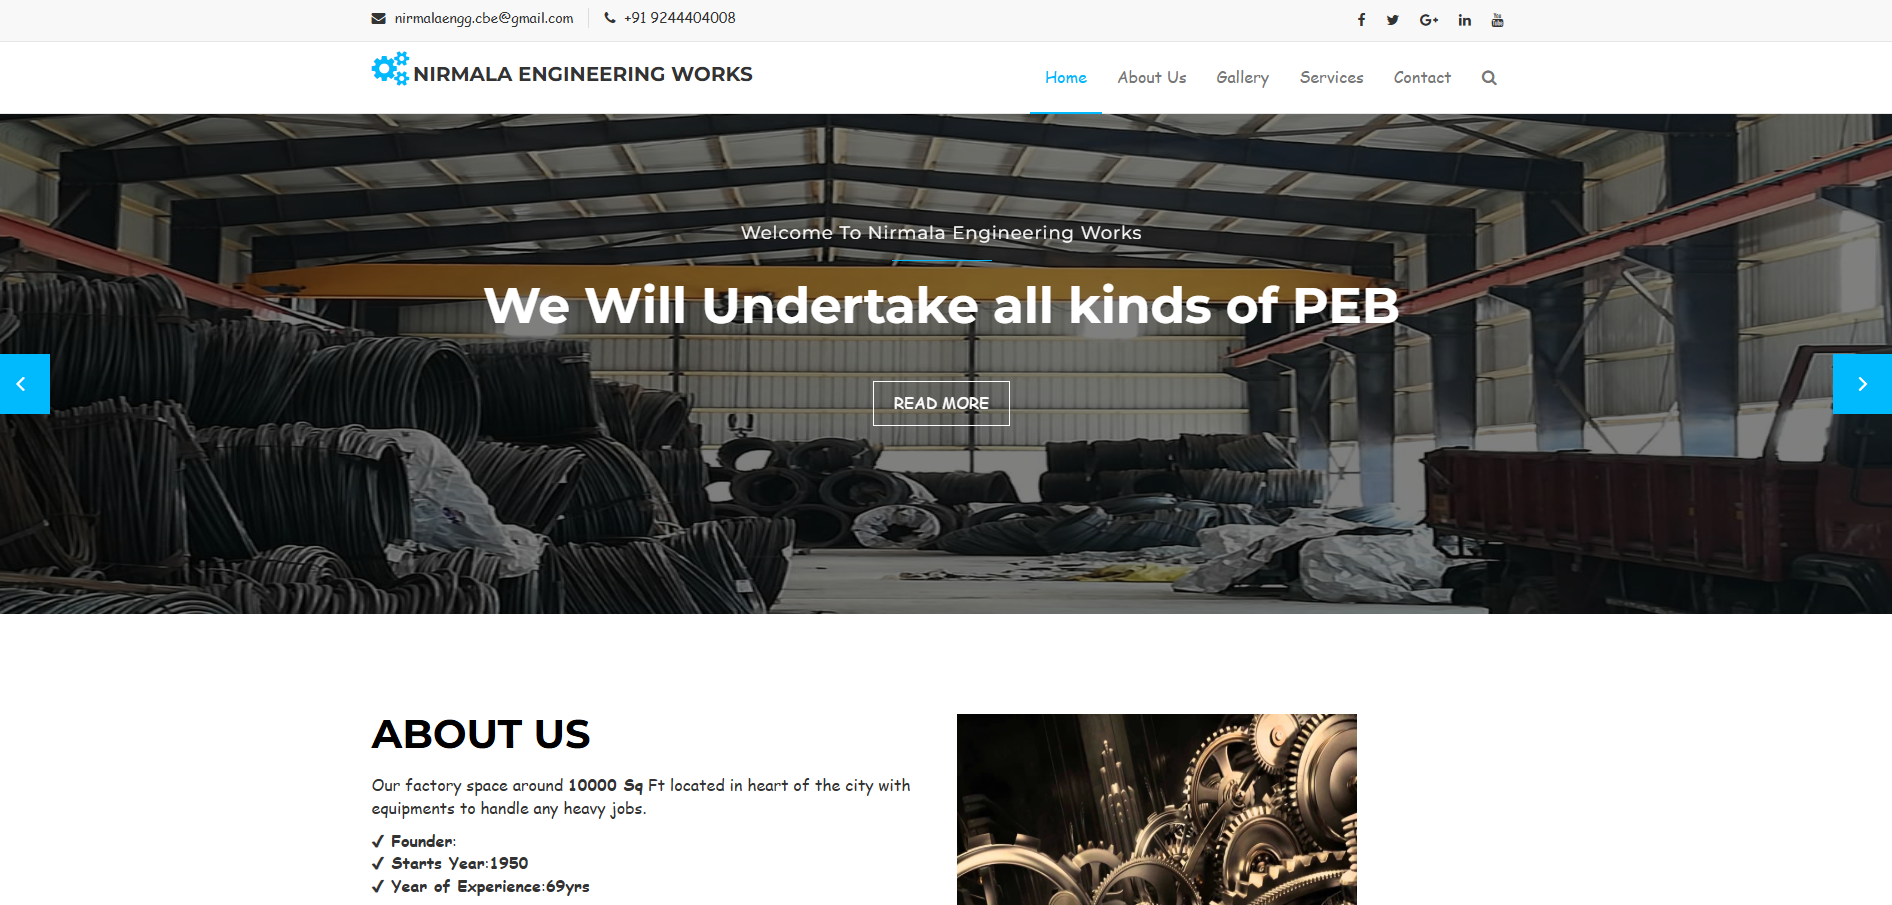 nirmalaengg.cbe@gmail.com
+91 9244404008
NIRMALA ENGINEERING WORKS
Home
About Us
Gallery
Services
Contact
Welcome To Nirmala Engineering Works
We Will Undertake all kinds of PEB
READ MORE
ABOUT US
Our factory space around 10000 Sq Ft located in heart of the city with
equipments to handle any heavy jobs.
✓ Founder:
✓ Starts Year:1950
✓ Year of Experience:69yrs